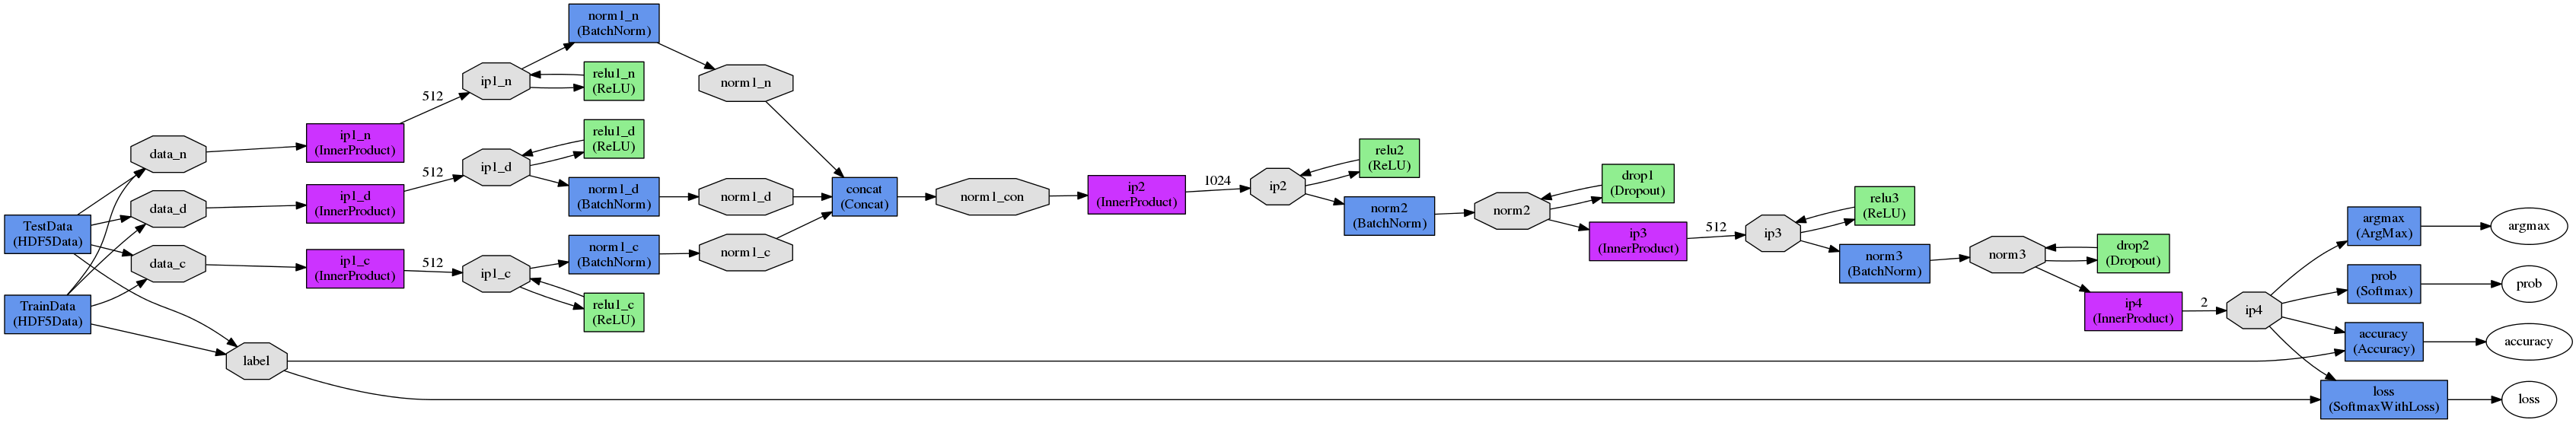 TestData
(HDF5Data)
TrainData
(HDF5Data)
data_n
data_d
data_c
label
ip1_n
(InnerProduct)
ip1_d
(InnerProduct)
ip1_c
(InnerProduct)
512
512
512
ip1_n
ip1_d
ip1_c
norm1_n
(BatchNorm)
relu1_n
(ReLU)
relu1_d
(ReLU)
norm1_d
(BatchNorm)
norm1_c
(BatchNorm)
relu1_c
(ReLU)
norm1_n
norm1_d
norm1_c
concat
(Concat)
norm1_con
ip2
(InnerProduct)
1024
ip2
relu2
(ReLU)
norm2
(BatchNorm)
norm2
drop1
(Dropout)
ip3
(InnerProduct)
512
ip3
relu3
(ReLU)
norm3
(BatchNorm)
norm3
drop2
(Dropout)
ip4
(InnerProduct)
2
ip4
argmax
(ArgMax)
prob
(Softmax)
accuracy
(Accuracy)
loss
(SoftmaxWithLoss)
argmax
prob
accuracy
loss